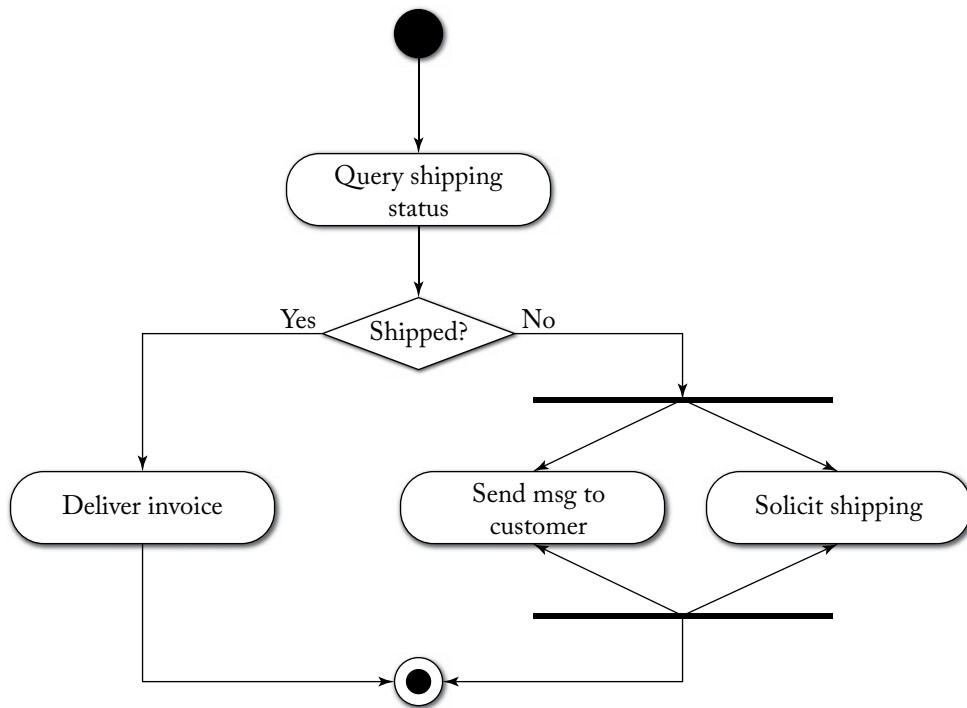 Query shipping
status
Yes
Shipped?
No
Deliver invoice
Send msg to
customer
Solicit shipping